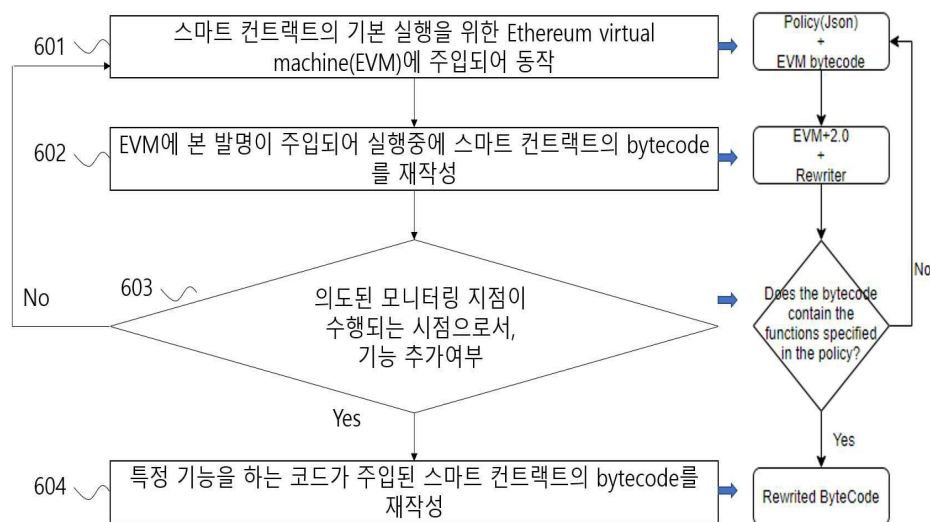 601
스마트 컨트랙트의 기본 실행을 위한 Ethereum virtual
machine(EVM)에 주입되어 동작
Policy(Json)
+
EVM bytecode
602
EVM에 본 발명이 주입되어 실행중에 스마트 컨트랙트의 bytecode
를 재작성
EVM+2.0
+
Rewriter
603
No
의도된 모니터링 지점이
수행되는 시점으로서,
기능 추가여부
Does the bytecode
contain the
functions specified
in the policy?
No
Yes
Yes
604
특정 기능을 하는 코드가 주입된 스마트 컨트랙트의 bytecode를
재작성
Rewrited ByteCode